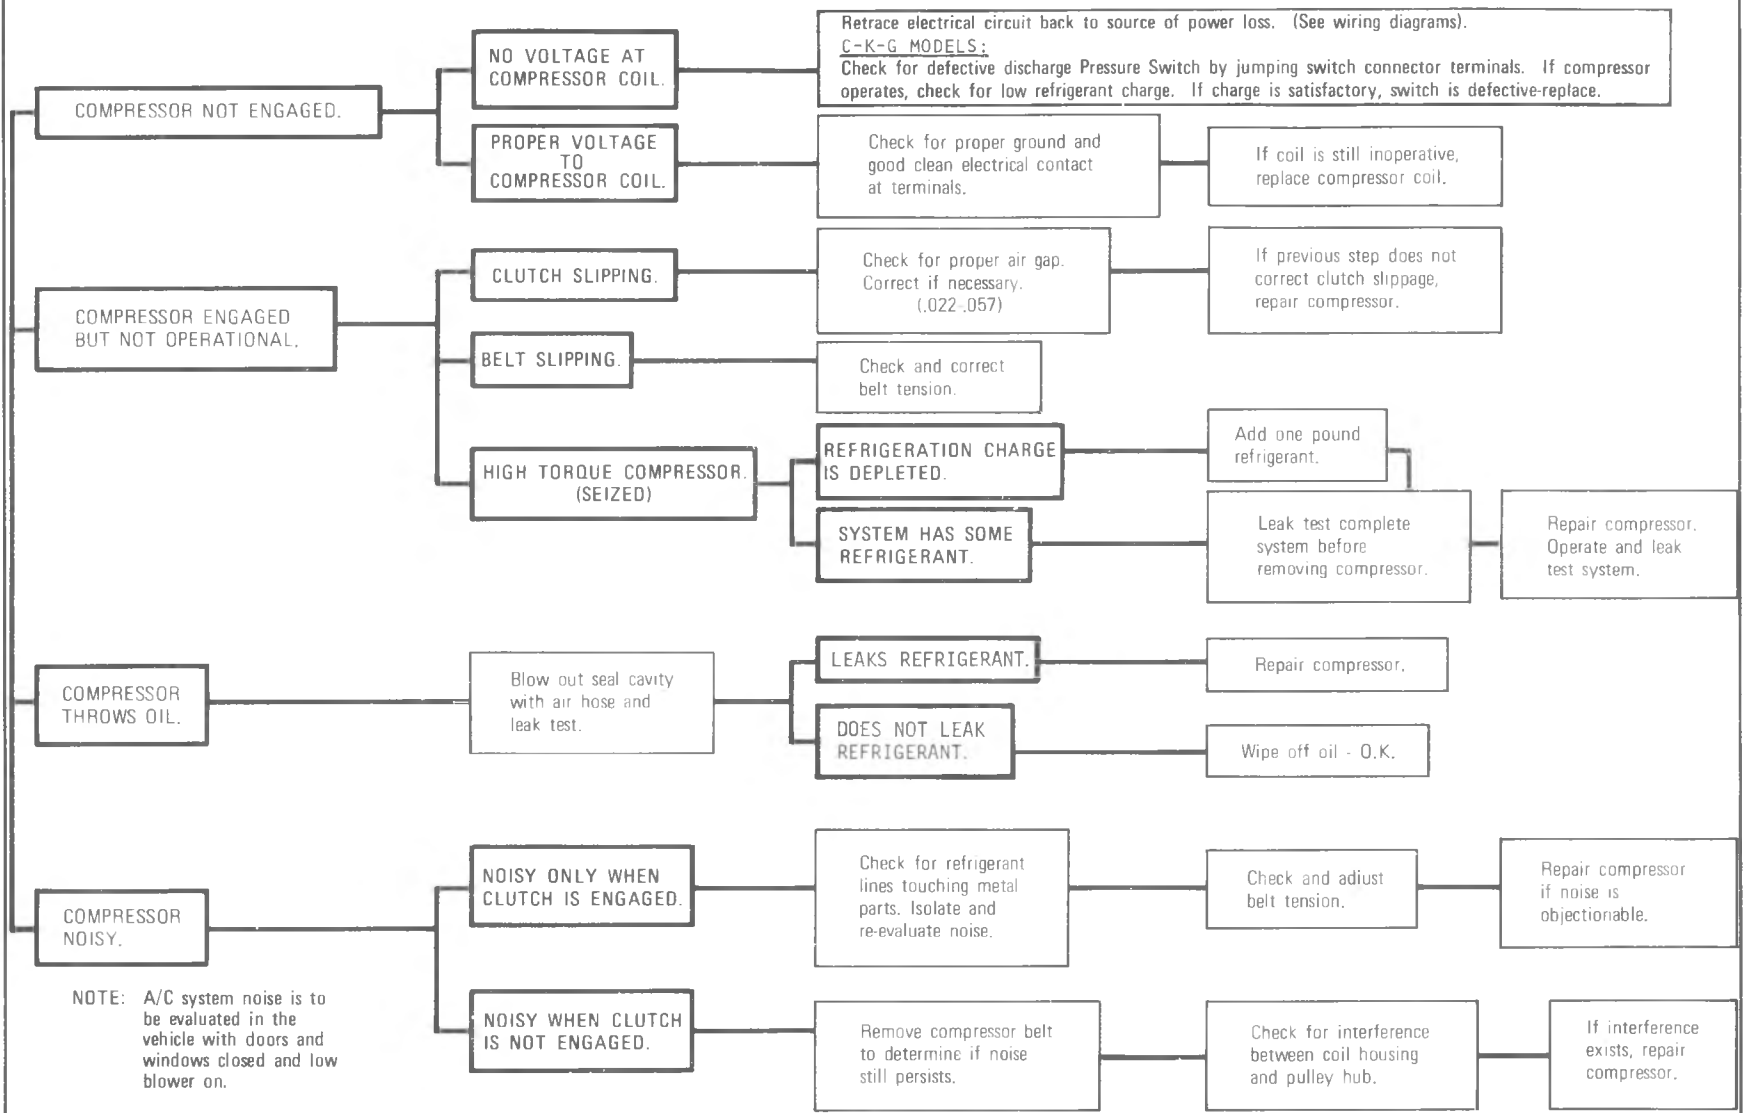 COMPRESSOR NOT ENGAGED.
NO VOLTAGE AT
COMPRESSOR COIL.
Retrace electrical circuit back to source of power loss. (See wiring diagrams).
C-K-G MODELS:
Check for defective discharge Pressure Switch by jumping switch connector terminals. If compressor
operates, check for low refrigerant charge. If charge is satisfactory, switch is defective-replace.
PROPER VOLTAGE
TO
COMPRESSOR COIL.
Check for proper ground and
good clean electrical contact
at terminals.
If coil is still inoperative,
replace compressor coil.
COMPRESSOR ENGAGED
BUT NOT OPERATIONAL.
CLUTCH SLIPPING.
Check for proper air gap.
Correct if necessary.
(.022-.057)
If previous step does not
correct clutch slippage,
repair compressor.
BELT SLIPPING.
Check and correct
belt tension.
HIGH TORQUE COMPRESSOR.
(SEIZED)
REFRIGERATION CHARGE
IS DEPLETED.
Add one pound
refrigerant.
SYSTEM HAS SOME
REFRIGERANT.
Leak test complete
system before
removing compressor.
Repair compressor.
Operate and leak
test system.
COMPRESSOR
THROWS OIL.
Blow out seal cavity
with air hose and
leak test.
LEAKS REFRIGERANT.
Repair compressor.
DOES NOT LEAK
REFRIGERANT.
Wipe off oil - O.K.
COMPRESSOR
NOISY.
NOISY ONLY WHEN
CLUTCH IS ENGAGED.
Check for refrigerant
lines touching metal
parts. Isolate and
re-evaluate noise.
Check and adjust
belt tension.
Repair compressor
if noise is
objectionable.
NOISY WHEN CLUTCH
IS NOT ENGAGED.
Remove compressor belt
to determine if noise
still persists.
Check for interference
between coil housing
and pulley hub.
If interference
exists, repair
compressor.
NOTE: A/C system noise is to
be evaluated in the
vehicle with doors and
windows closed and low
blower on.